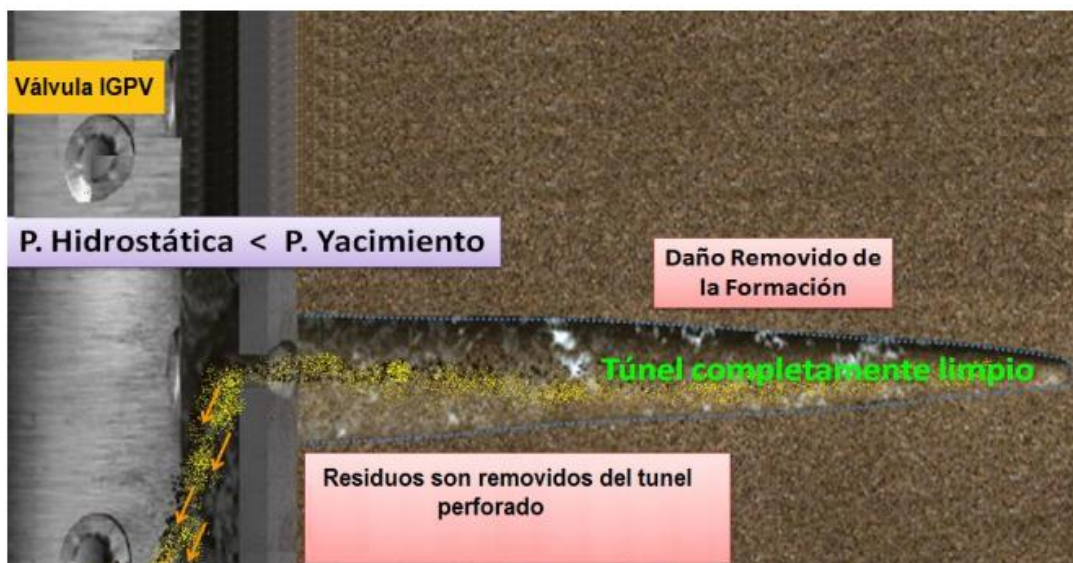 Válvula IGPV
P. Hidrostática < P. Yacimiento
Daño Removido de
la Formación
Túnel completamente limpio
Residuos son removidos del tunel
perforado